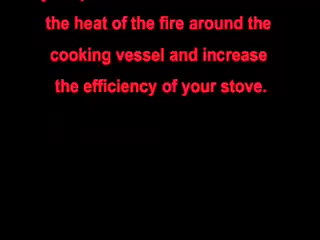 the heat of the fire around the
cooking vessel and increase
the efficiency of your stove.